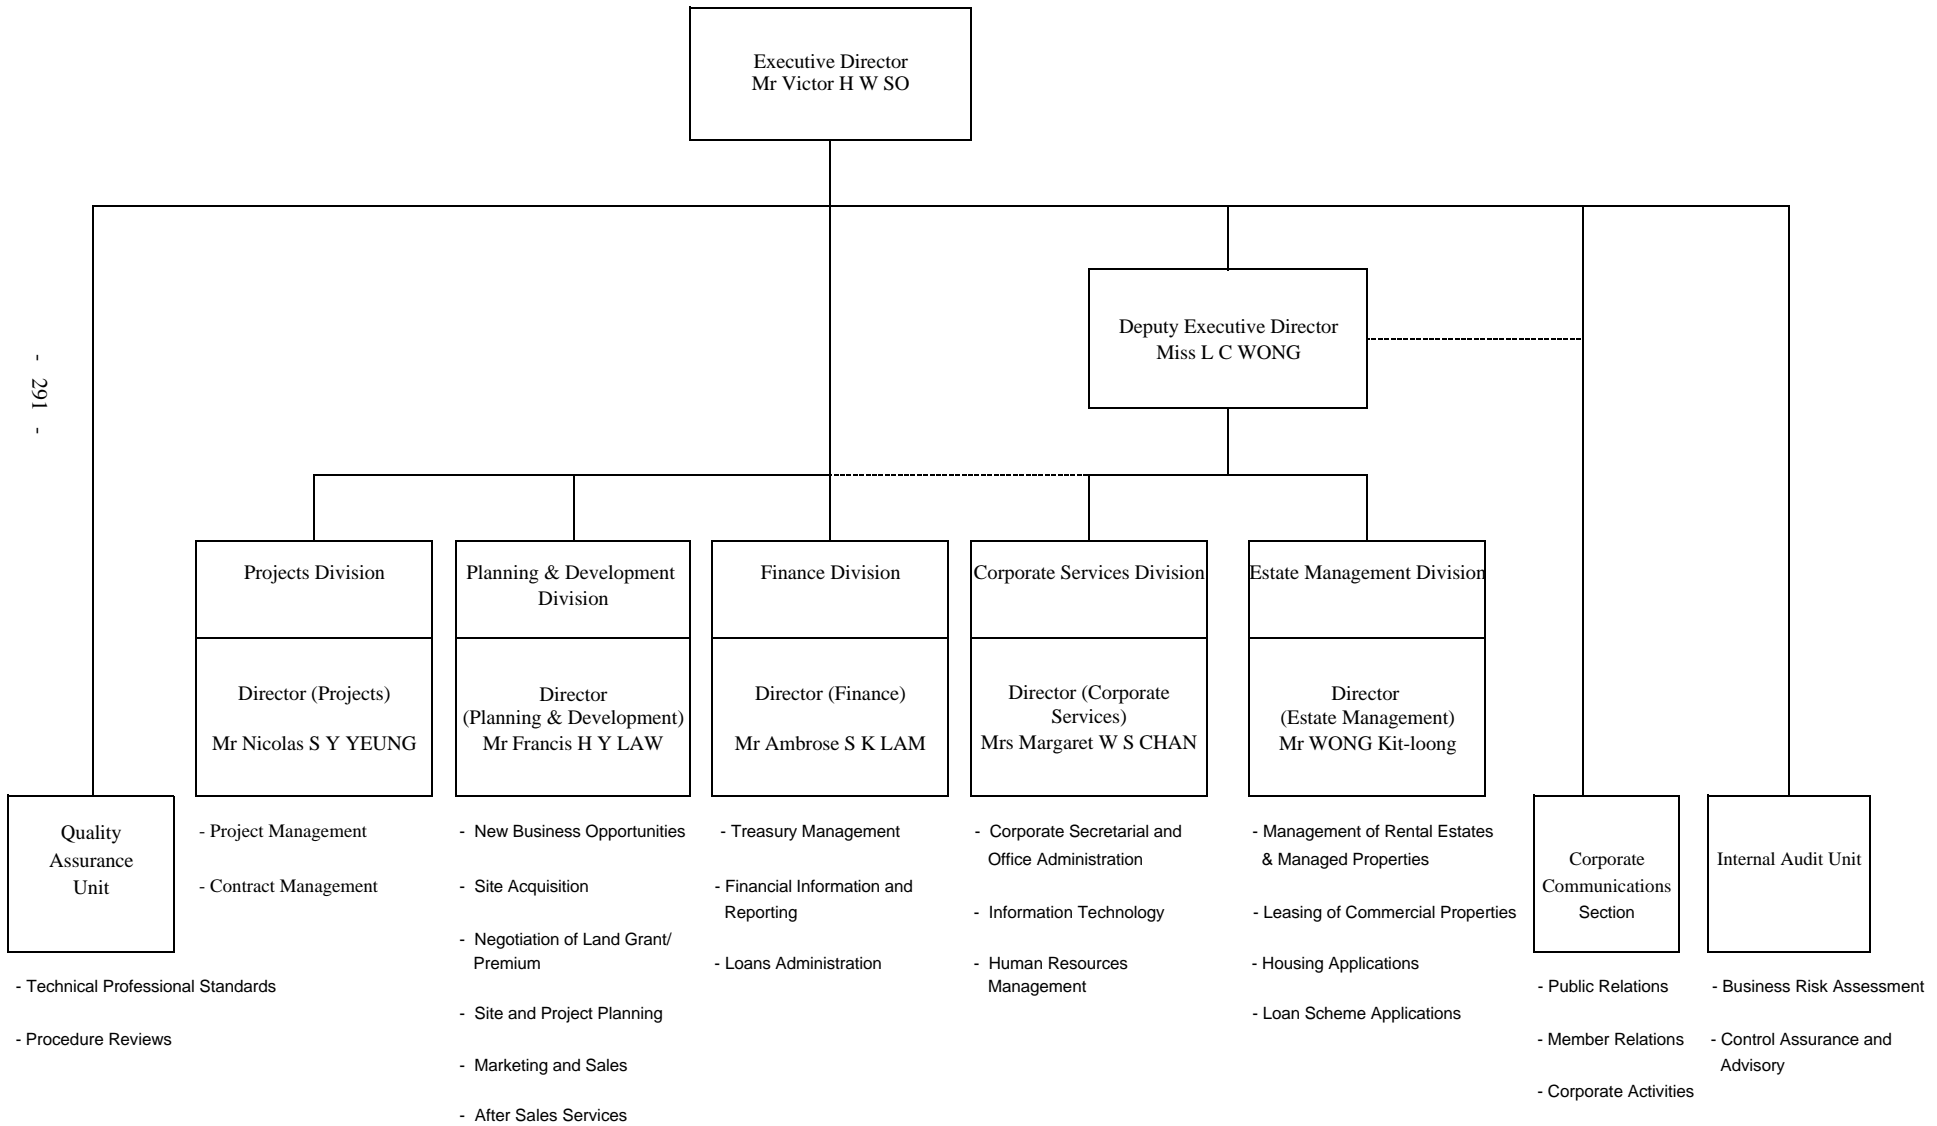 Executive Director
Mr Victor H W SO
Deputy Executive Director
Miss L C WONG
- 291 -
Projects Division
Director (Projects)
Mr Nicolas S Y YEUNG
- Project Management
- Contract Management
Planning & Development
Division
Director
(Planning & Development)
Mr Francis H Y LAW
- New Business Opportunities
- Site Acquisition
- Negotiation of Land Grant/
Premium
- Site and Project Planning
- Marketing and Sales
- After Sales Services
Finance Division
Director (Finance)
Mr Ambrose S K LAM
- Treasury Management
- Financial Information and
Reporting
- Loans Administration
Corporate Services Division
Director (Corporate
Services)
Mrs Margaret W S CHAN
- Corporate Secretarial and
Office Administration
- Information Technology
- Human Resources
Management
Estate Management Division
Director
(Estate Management)
Mr WONG Kit-loong
- Management of Rental Estates
& Managed Properties
- Leasing of Commercial Properties
- Housing Applications
- Loan Scheme Applications
Quality
Assurance
Unit
- Technical Professional Standards
- Procedure Reviews
Corporate
Communications
Section
- Public Relations
- Member Relations
- Corporate Activities
Internal Audit Unit
- Business Risk Assessment
- Control Assurance and
Advisory